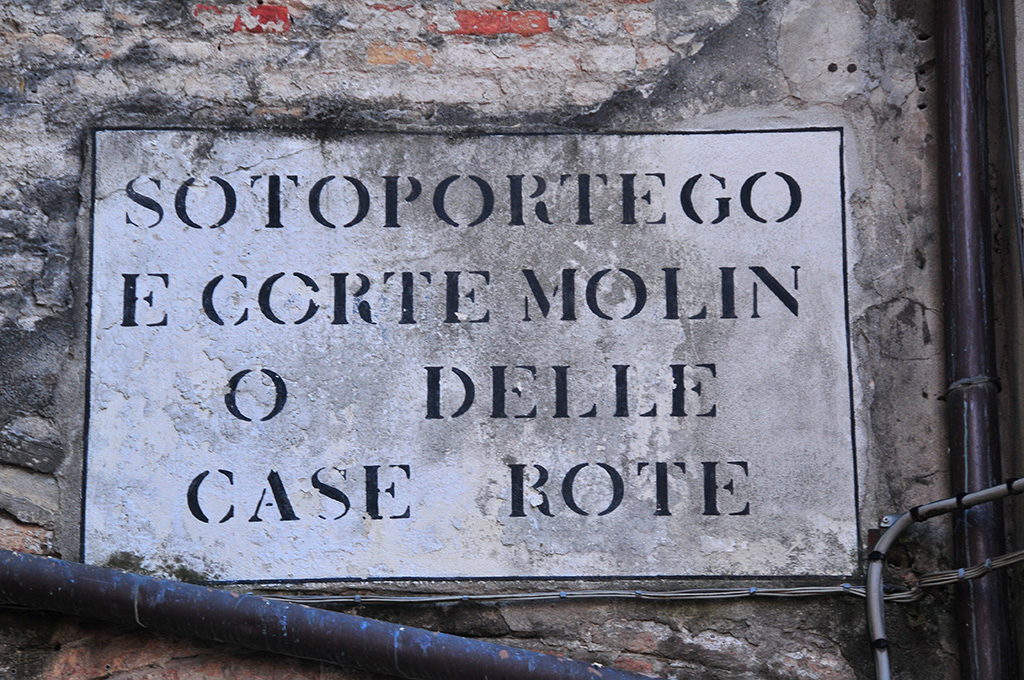 SOTOPORTEGO
E CORTE MOLIN
O DELLE
CASE ROTE